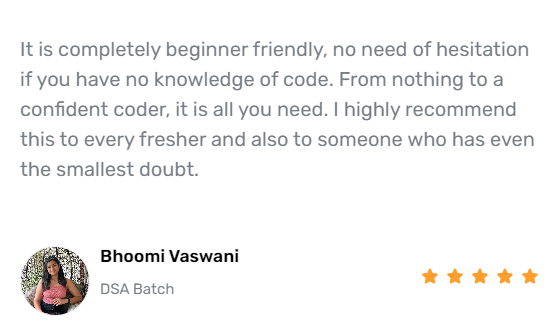 It is completely beginner friendly, no need of hesitation
if you have no knowledge of code. From nothing to a
confident coder, it is all you need. I highly recommend
this to every fresher and also to someone who has even
the smallest doubt.
Bhoomi Vaswani
DSA Batch